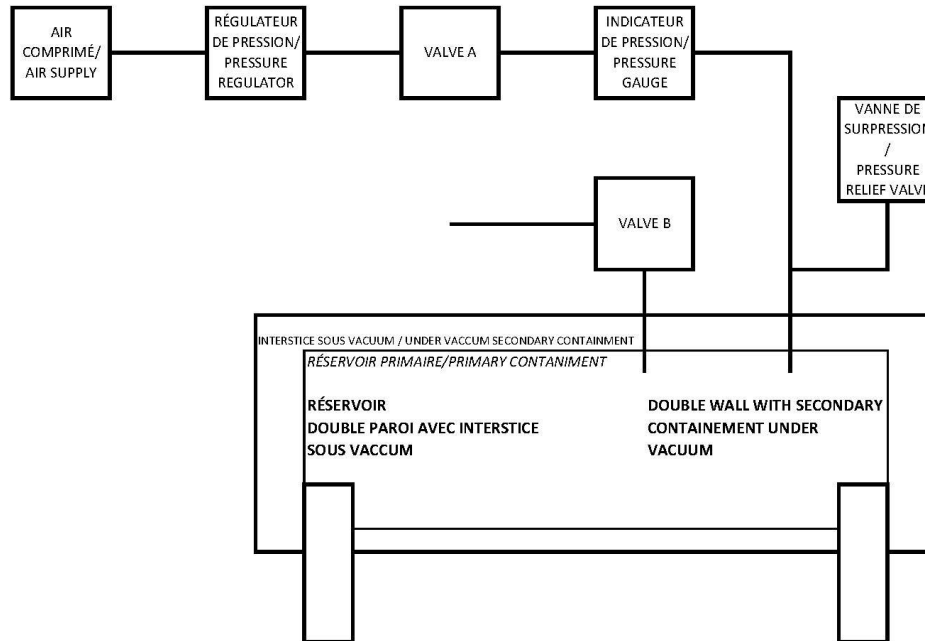 AIR
COMPRIMÉ/
AIR SUPPLY
RÉGULATEUR
DE PRESSION/
PRESSURE
REGULATOR
VALVE A
INDICATEUR
DE PRESSION/
PRESSURE
GAUGE
VANNE DE
SURPRESSION
/
PRESSURE
RELIEF VALVE
VALVE B
INTERSTICE SOUS VACUUM / UNDER VACCUM SECONDARY CONTAINMENT
RÉSERVOIR PRIMAIRE/PRIMARY CONTANIMENT
RÉSERVOIR
DOUBLE PAROI AVEC INTERSTICE
SOUS VACCUM
DOUBLE WALL WITH SECONDARY
CONTAINEMENT UNDER
VACUUM